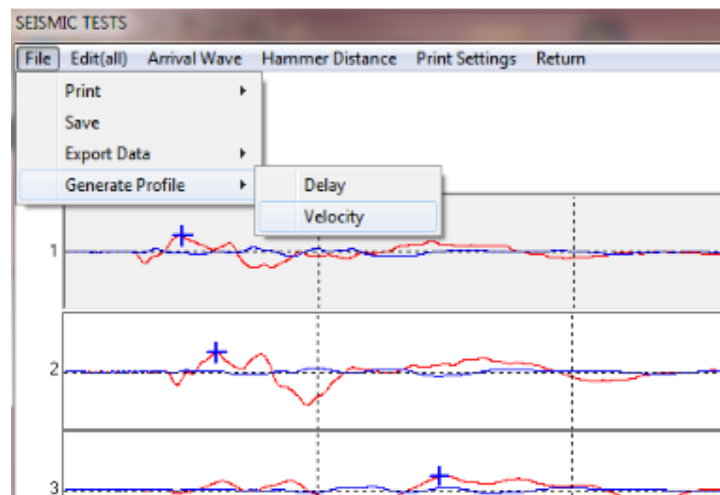 SEISMIC TESTS
File Edit(all) Arrival Wave Hammer Distance Print Settings Return
Print
Save
Export Data
Generate Profile
Delay
Velocity
1
2
3